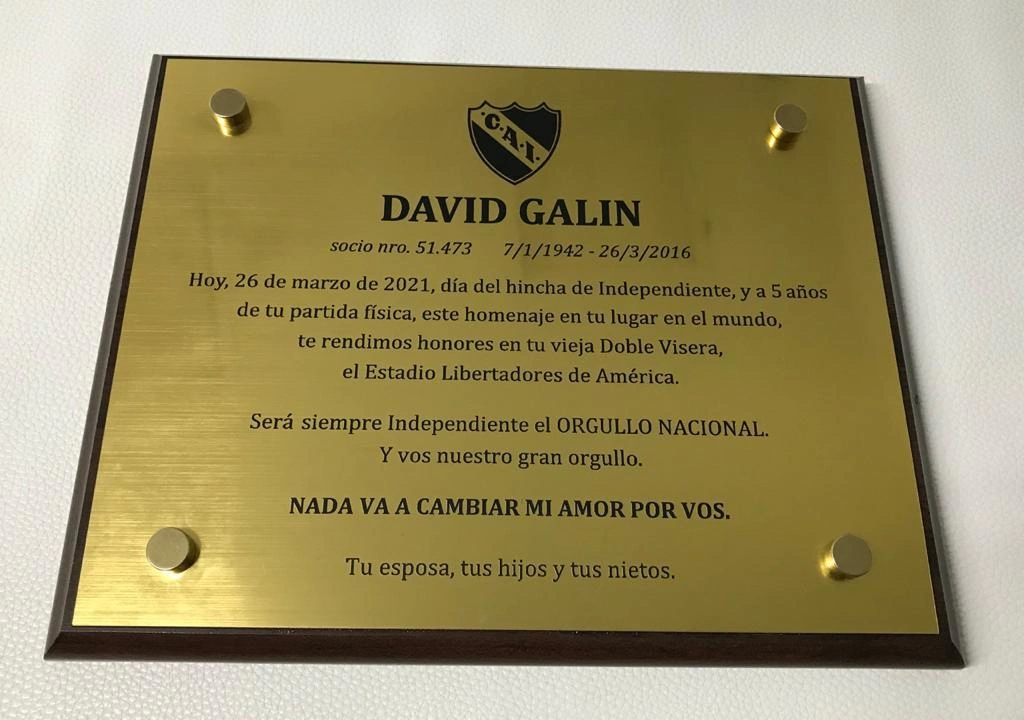 C.A.I.
DAVID GALIN
socio nro. 51.473 7/1/1942 - 26/3/2016
Hoy, 26 de marzo de 2021, día del hincha de Independiente, y a 5 años
de tu partida física, este homenaje en tu lugar en el mundo,
te rendimos honores en tu vieja Doble Visera,
el Estadio Libertadores de América.
Será siempre Independiente el ORGULLO NACIONAL.
Y vos nuestro gran orgullo.
NADA VA A CAMBIAR MI AMOR POR VOS.
Tu esposa, tus hijos y tus nietos.